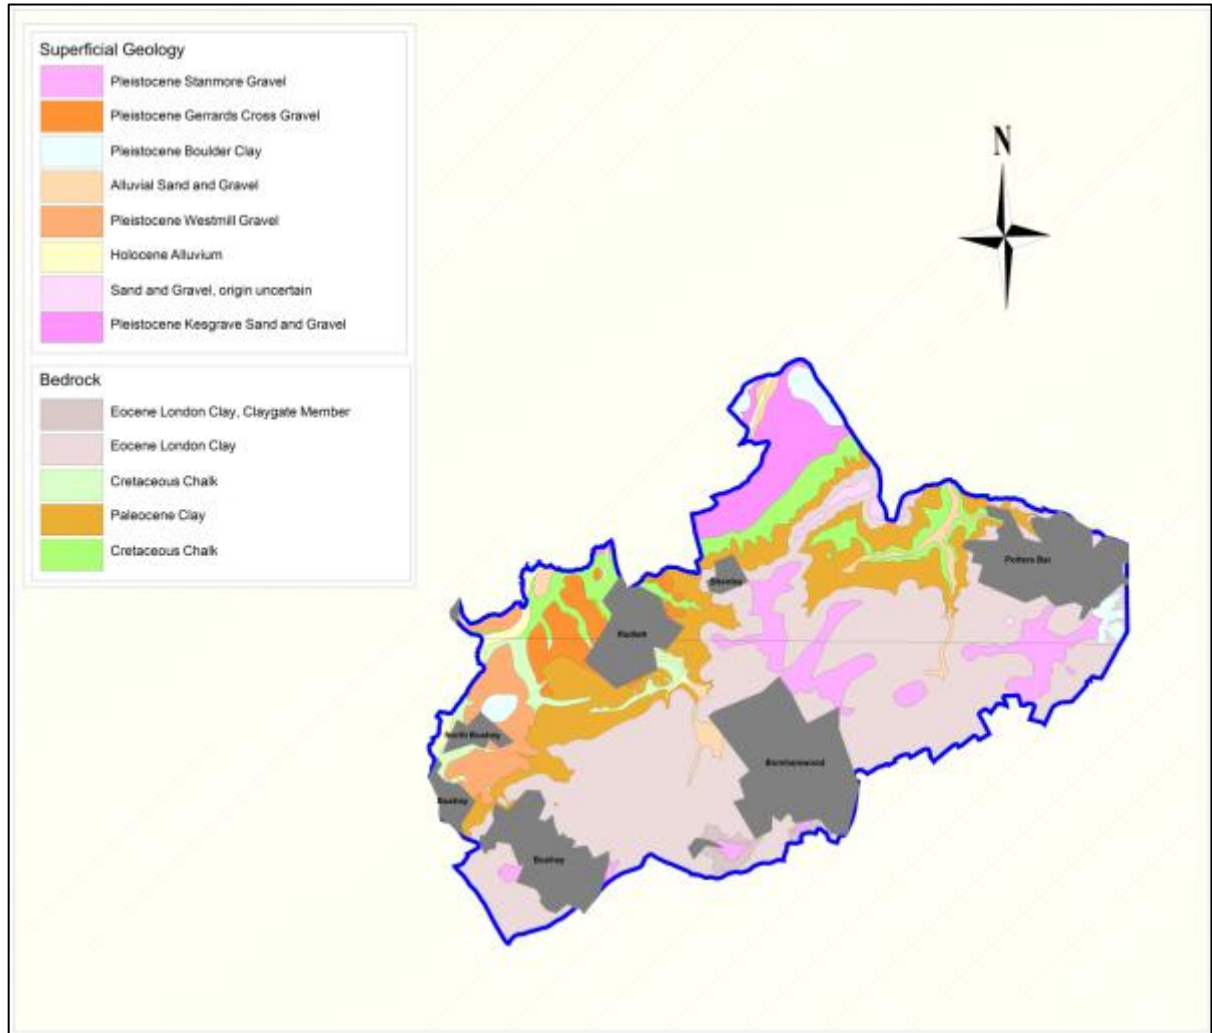 Superficial Geology
Pleistocene Stanmore Gravel
Pleistocene Gerrards Cross Gravel
Pleistocene Boulder Clay
Alluvial Sand and Gravel
Pleistocene Westmill Gravel
Holocene Alluvium
Sand and Gravel, origin uncertain
Pleistocene Kesgrave Sand and Gravel
Bedrock
Eocene London Clay, Claygate Member
Eocene London Clay
Cretaceous Chalk
Paleocene Clay
Cretaceous Chalk
N
Potters Bar
Shenley
Radlett
North Bushey
Borehamwood
Bushey
Bushey